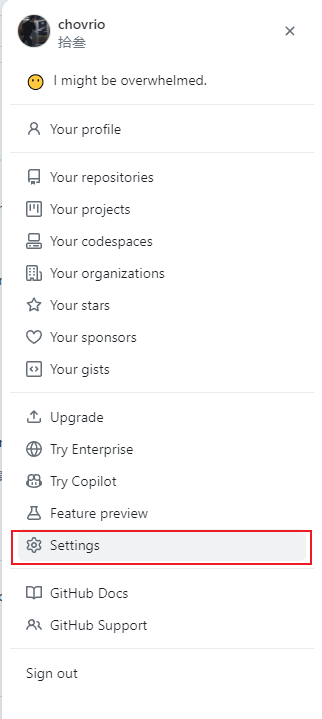 chovrio
拾叁
I might be overwhelmed.
Your profile
Your repositories
Your projects
Your codespaces
Your organizations
Your stars
Your sponsors
Your gists
Upgrade
Try Enterprise
Try Copilot
Feature preview
Settings
GitHub Docs
GitHub Support
Sign out